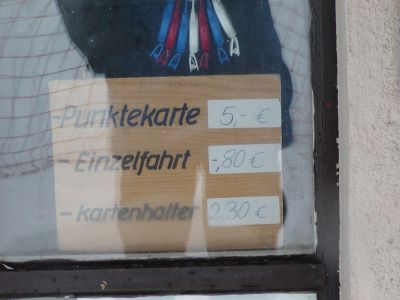 -Punktekarte 5,- €
- Einzelfahrt -,80 €
- kartenhalter 2,30 €